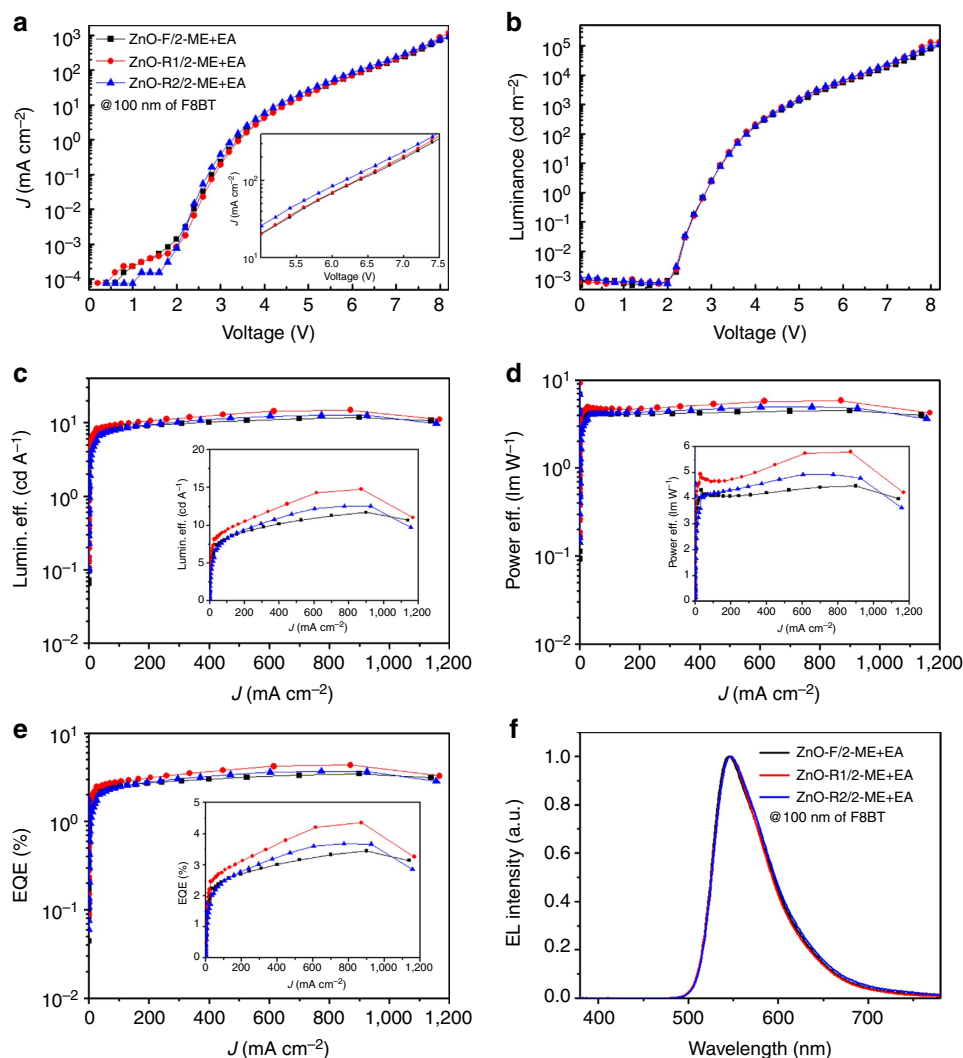 a
10³
10²
10¹
10⁰
10⁻¹
10⁻²
10⁻³
10⁻⁴
J (mA cm⁻²)
ZnO-F/2-ME+EA
ZnO-R1/2-ME+EA
ZnO-R2/2-ME+EA
@100 nm of F8BT
J (mA cm⁻²)
10²
10¹
5.4 6.0 6.6 7.2 7.5
Voltage (V)
0 1 2 3 4 5 6 7 8
Voltage (V)
b
10⁵
10⁴
10³
10²
10¹
10⁰
10⁻¹
10⁻²
10⁻³
Luminance (cd m⁻²)
0 1 2 3 4 5 6 7 8
Voltage (V)
c
10¹
10⁰
10⁻¹
10⁻²
Lumin. eff. (cd A⁻¹)
20
15
10
5
0
Lumin. eff. (cd A⁻¹)
0 200 400 600 800 1,000 1,200
J (mA cm⁻²)
0 200 400 600 800 1,000 1,200
J (mA cm⁻²)
d
10¹
10⁰
10⁻¹
10⁻²
Power eff. (lm W⁻¹)
6
5
4
3
2
1
0
Power eff. (lm W⁻¹)
0 200 400 600 800 1,000 1,200
J (mA cm⁻²)
0 200 400 600 800 1,000 1,200
J (mA cm⁻²)
e
10¹
10⁰
10⁻¹
10⁻²
EQE (%)
5
4
3
2
1
0
EQE (%)
0 200 400 600 800 1,000 1,200
J (mA cm⁻²)
0 200 400 600 800 1,000 1,200
J (mA cm⁻²)
f
1.0
0.8
0.6
0.4
0.2
0.0
EL intensity (a.u.)
ZnO-F/2-ME+EA
ZnO-R1/2-ME+EA
ZnO-R2/2-ME+EA
@100 nm of F8BT
400 500 600 700
Wavelength (nm)